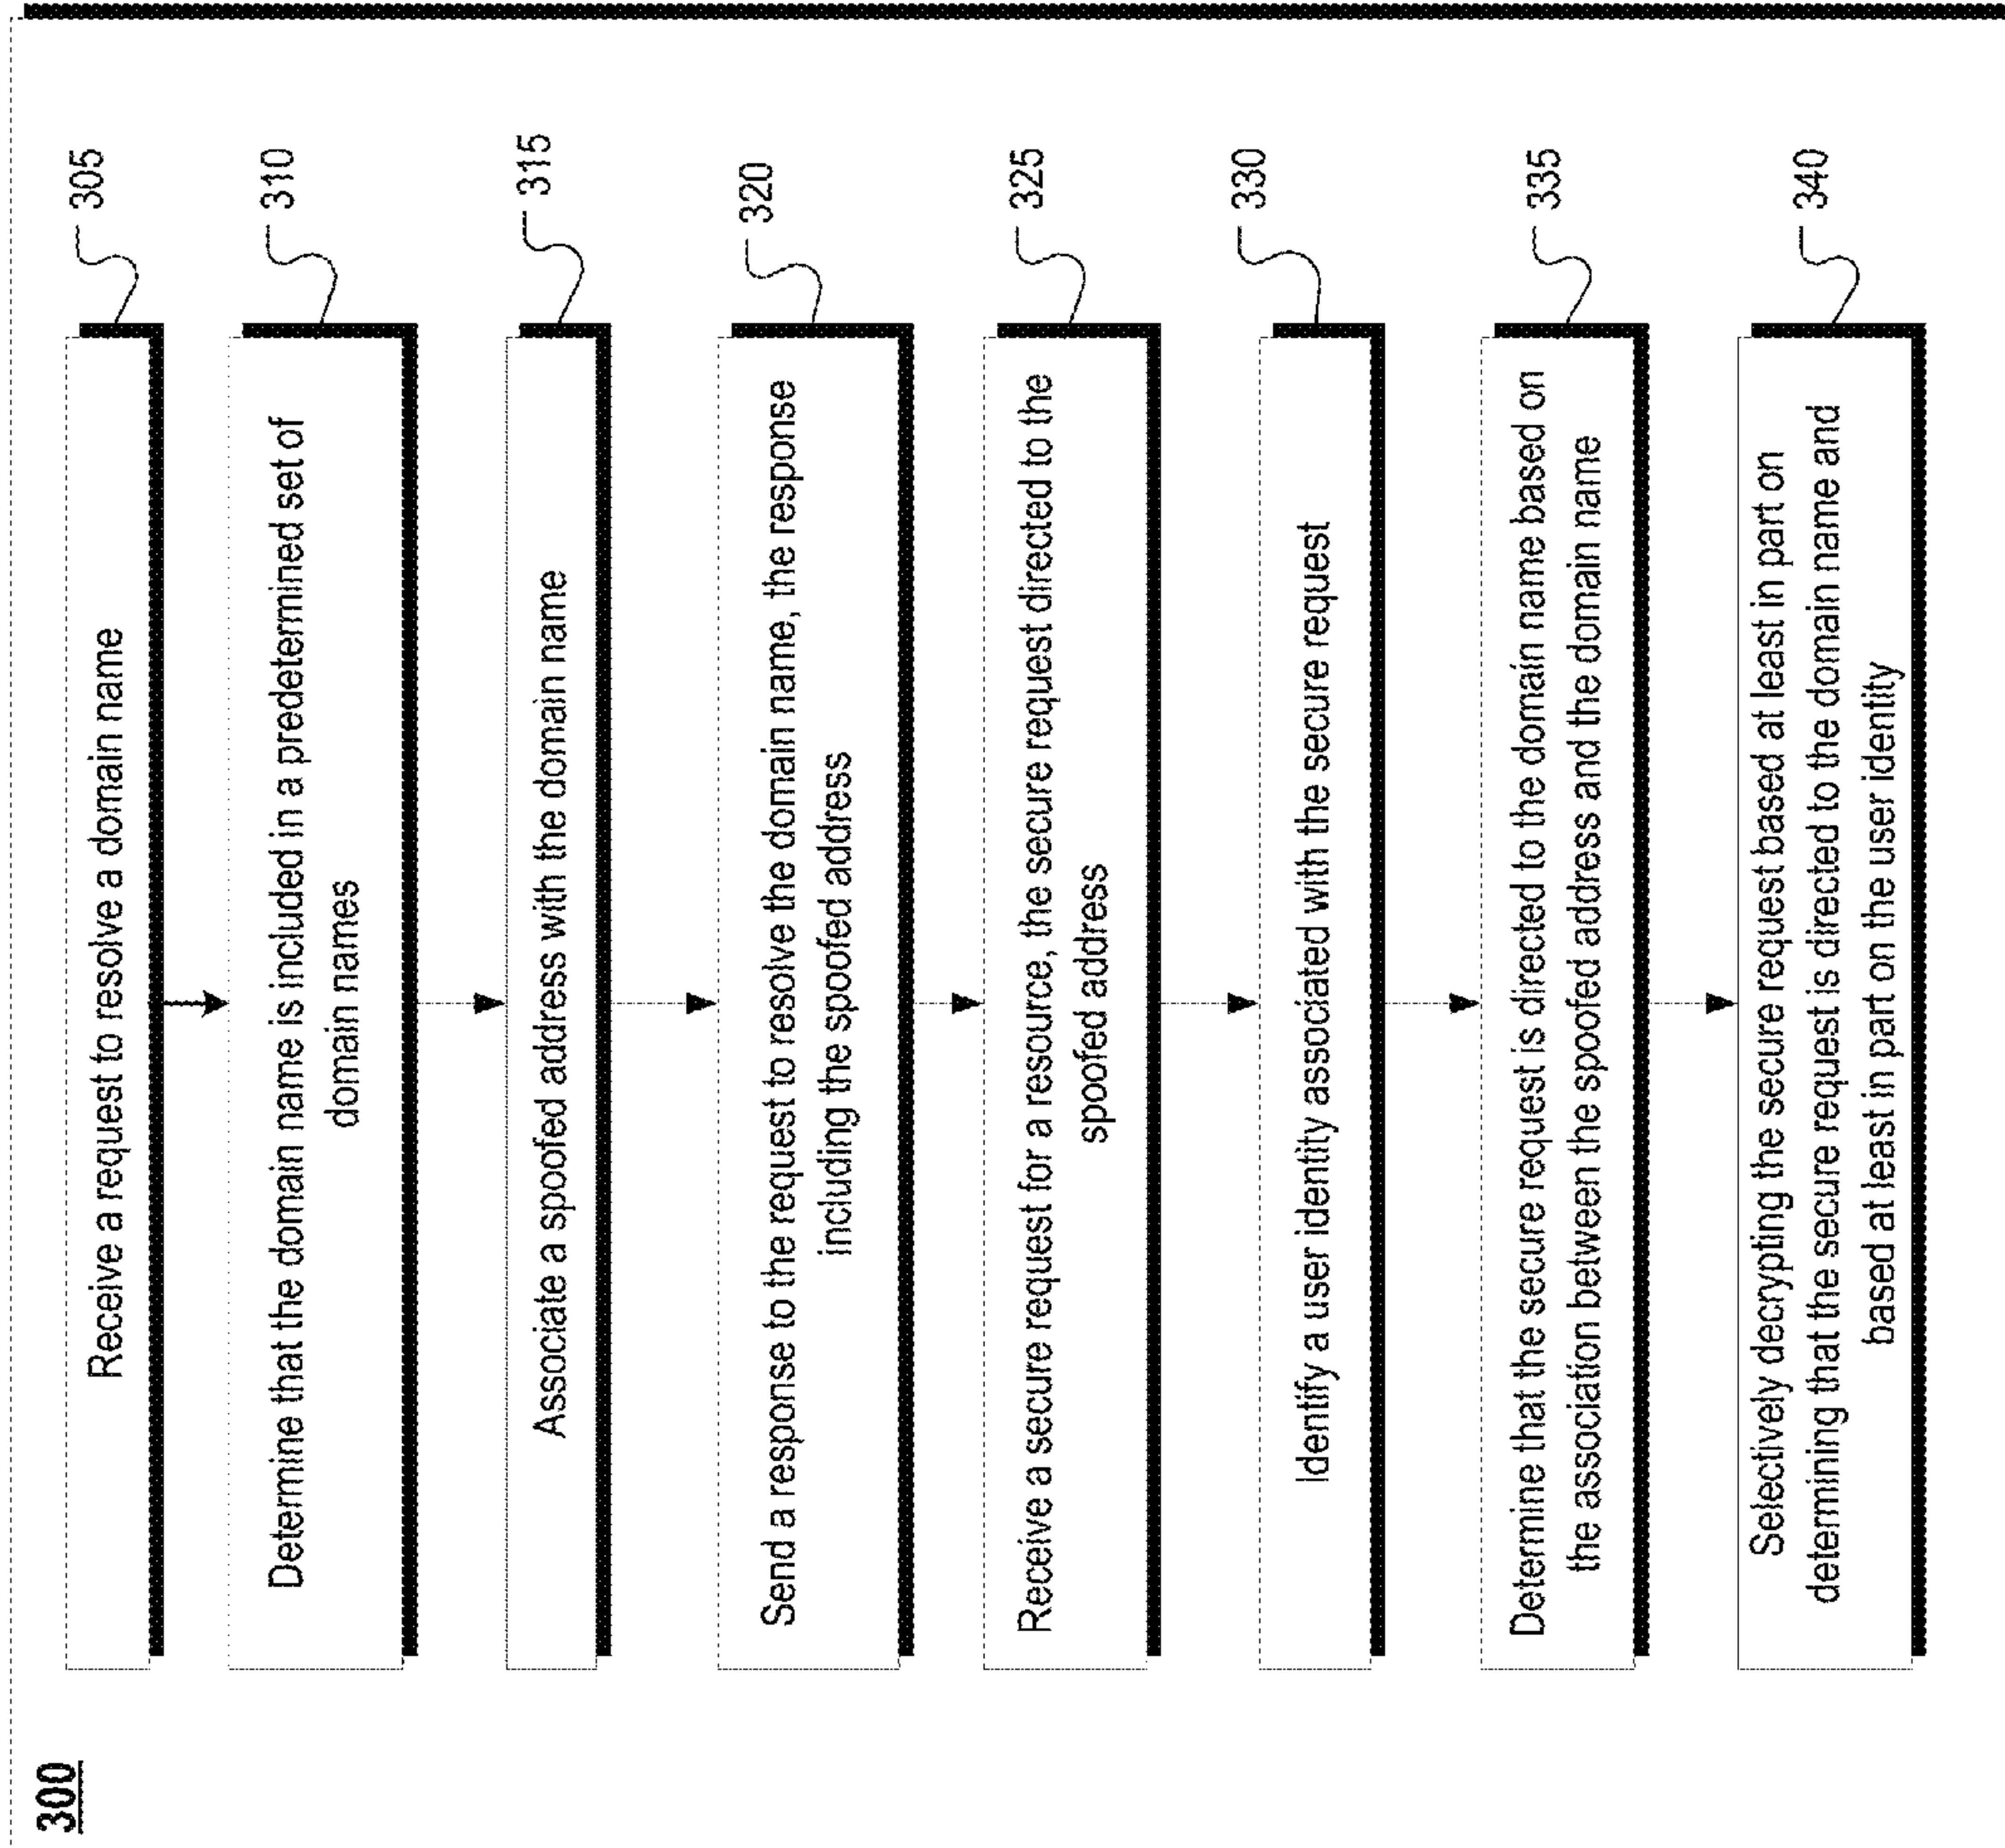 300
Receive a request to resolve a domain name
305
Determine that the domain name is included in a predetermined set of
domain names
310
Associate a spoofed address with the domain name
315
Send a response to the request to resolve the domain name, the response
including the spoofed address
320
Receive a secure request for a resource, the secure request directed to the
spoofed address
325
Identify a user identity associated with the secure request
330
Determine that the secure request is directed to the domain name based on
the association between the spoofed address and the domain name
335
Selectively decrypting the secure request based at least in part on
determining that the secure request is directed to the domain name and
based at least in part on the user identity
340